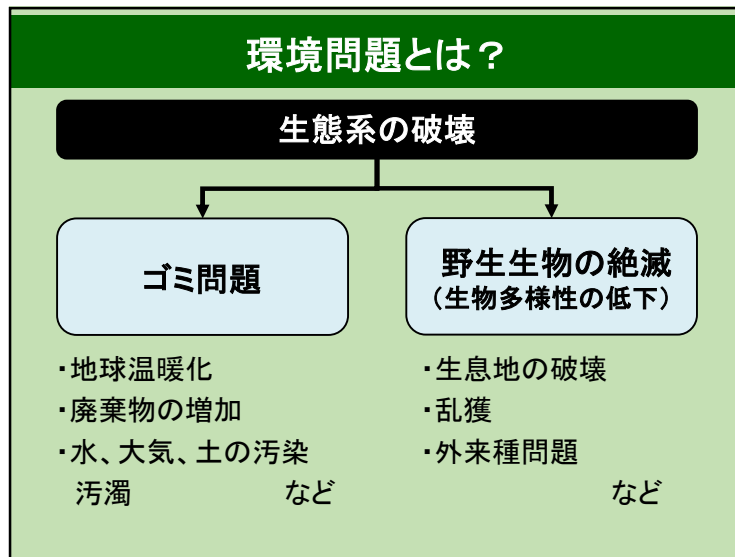 環境問題とは？
生態系の破壊
ゴミ問題
・地球温暖化
・廃棄物の増加
・水、大気、土の汚染
汚濁 など
野生生物の絶滅
（生物多様性の低下）
・生息地の破壊
・乱獲
・外来種問題
など